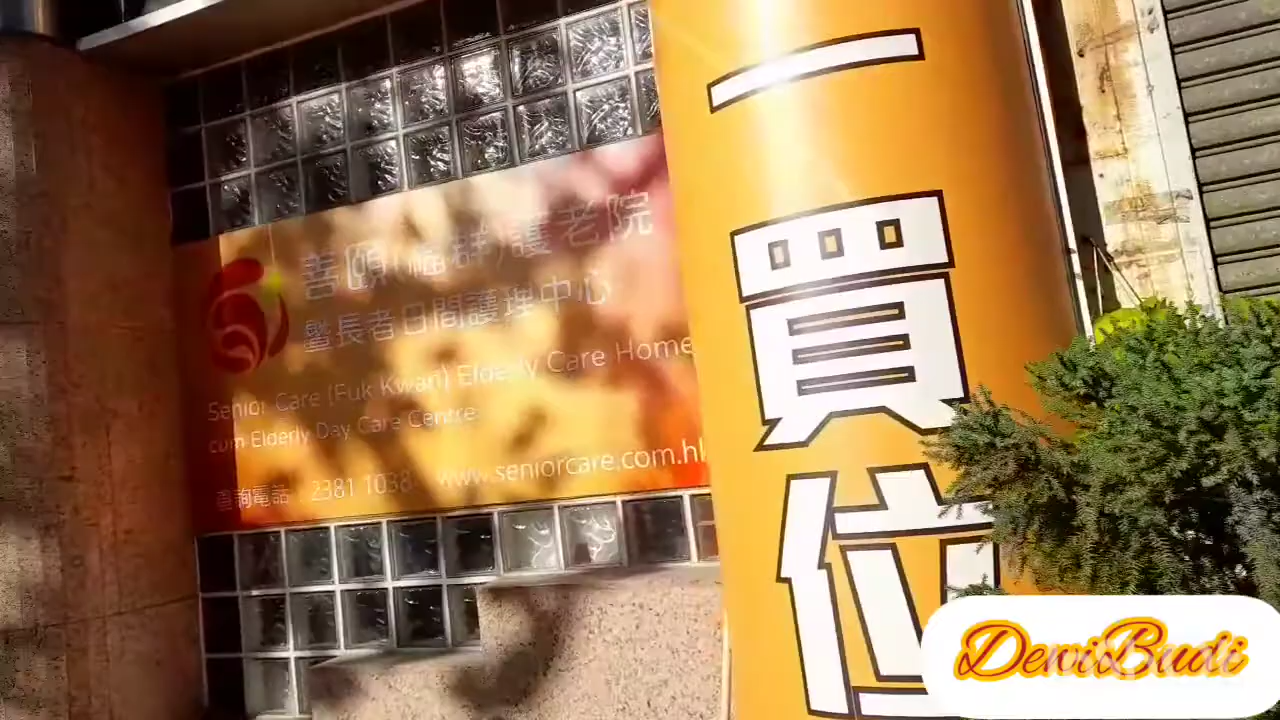 善頤(福群)護老院
暨長者日間護理中心
Senior Care (Fuk Kwan) Elderly Care Home
cum Elderly Day Care Centre
查詢電話：2381 1038 www.seniorcare.com.hk
一
買
位
DewiBudi